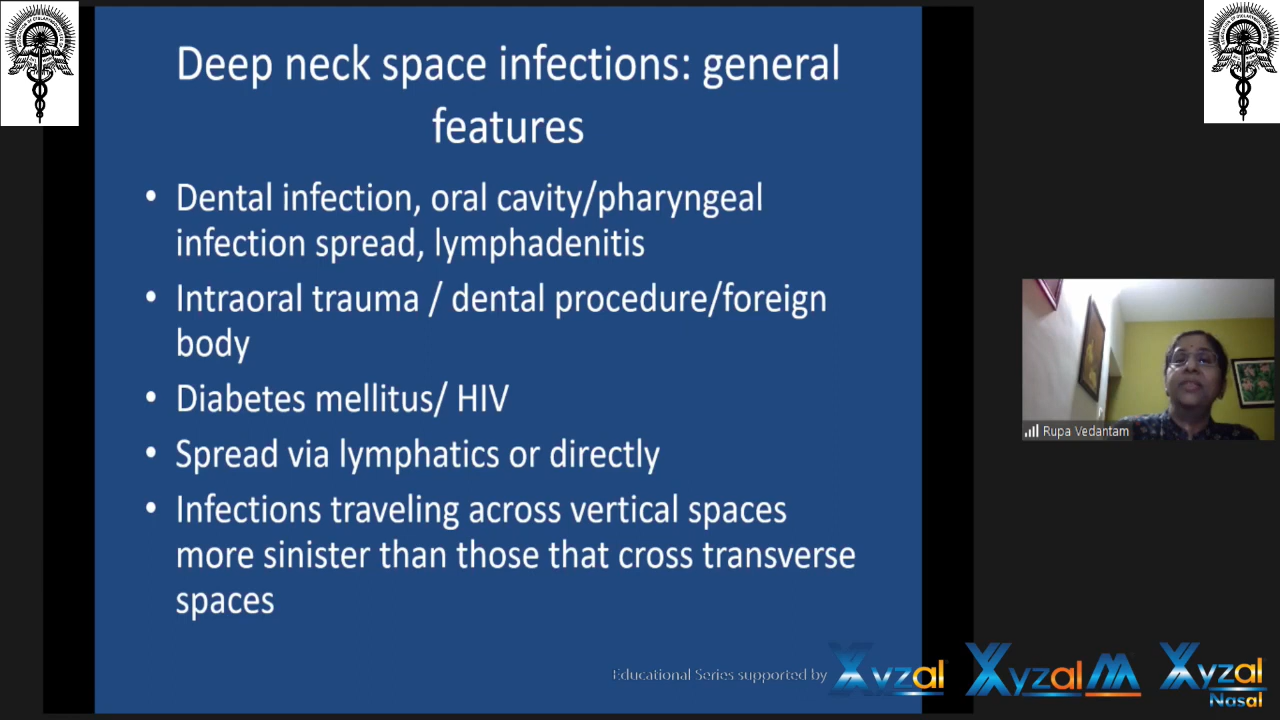 Deep neck space infections: general
features
• Dental infection, oral cavity/pharyngeal
infection spread, lymphadenitis
• Intraoral trauma / dental procedure/foreign
body
• Diabetes mellitus/ HIV
• Spread via lymphatics or directly
• Infections traveling across vertical spaces
more sinister than those that cross transverse
spaces
Rupa Vedantam
Educational Series supported by
Xyzal
Xyzal M
Xyzal
Nasal